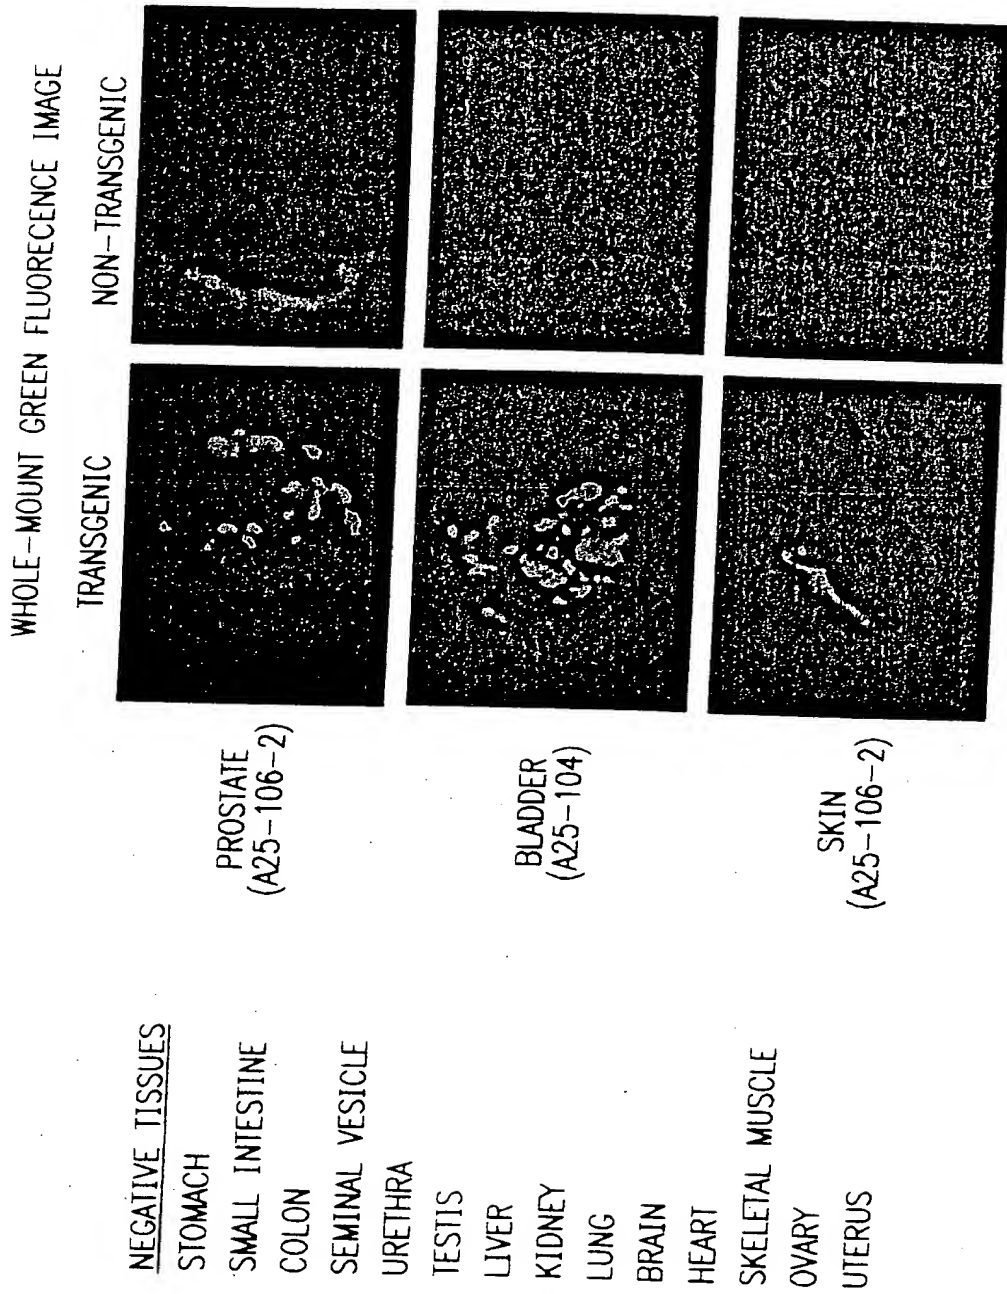 WHOLE-MOUNT GREEN FLUORECENCE IMAGE
TRANSGENIC
NON-TRANSGENIC
PROSTATE
(A25-106-2)
BLADDER
(A25-104)
SKIN
(A25-106-2)
NEGATIVE TISSUES
STOMACH
SMALL INTESTINE
COLON
SEMINAL VESICLE
URETHRA
TESTIS
LIVER
KIDNEY
LUNG
BRAIN
HEART
SKELETAL MUSCLE
OVARY
UTERUS